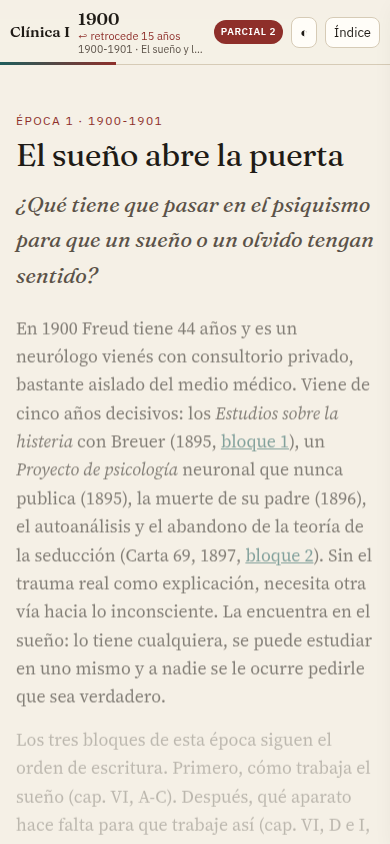 Clínica I
1900
↩ retrocede 15 años
1900-1901 · El sueño y l…
PARCIAL 2
Índice
ÉPOCA 1 · 1900-1901
El sueño abre la puerta
¿Qué tiene que pasar en el psiquismo
para que un sueño o un olvido tengan
sentido?
En 1900 Freud tiene 44 años y es un
neurólogo vienés con consultorio privado,
bastante aislado del medio médico. Viene de
cinco años decisivos: los Estudios sobre la
histeria con Breuer (1895, bloque 1), un
Proyecto de psicología neuronal que nunca
publica (1895), la muerte de su padre (1896),
el autoanálisis y el abandono de la teoría de
la seducción (Carta 69, 1897, bloque 2). Sin el
trauma real como explicación, necesita otra
vía hacia lo inconsciente. La encuentra en el
sueño: lo tiene cualquiera, se puede estudiar
en uno mismo y a nadie se le ocurre pedirle
que sea verdadero.
Los tres bloques de esta época siguen el
orden de escritura. Primero, cómo trabaja el
sueño (cap. VI, A-C). Después, qué aparato
hace falta para que trabaje así (cap. VI, D e I,